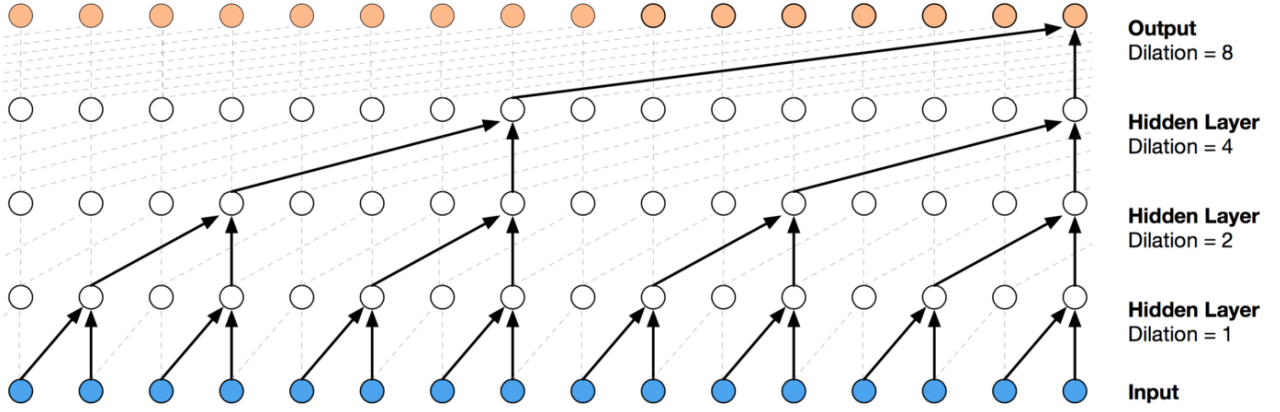 Output
Dilation = 8
Hidden Layer
Dilation = 4
Hidden Layer
Dilation = 2
Hidden Layer
Dilation = 1
Input